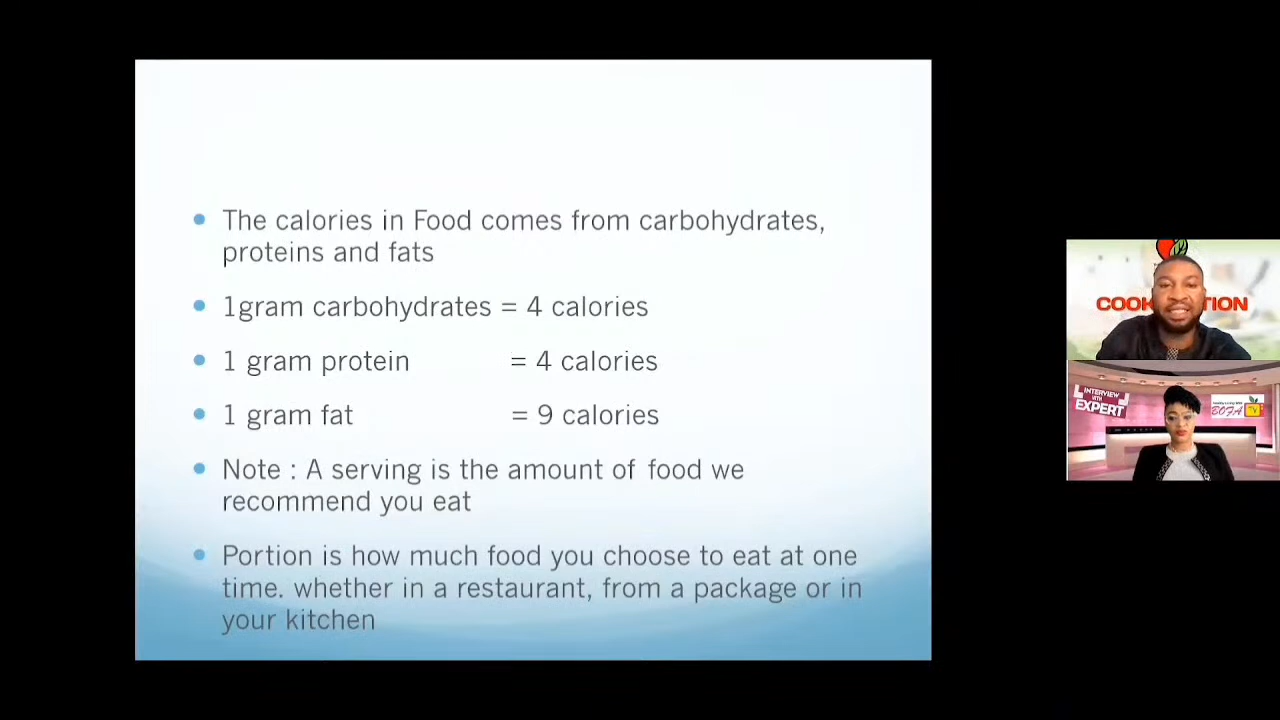 The calories in Food comes from carbohydrates,
proteins and fats
1gram carbohydrates = 4 calories
1 gram protein = 4 calories
1 gram fat = 9 calories
Note : A serving is the amount of food we
recommend you eat
Portion is how much food you choose to eat at one
time. whether in a restaurant, from a package or in
your kitchen
COOK TION
INTERVIEW
WITH
EXPERT
BOFA
TV